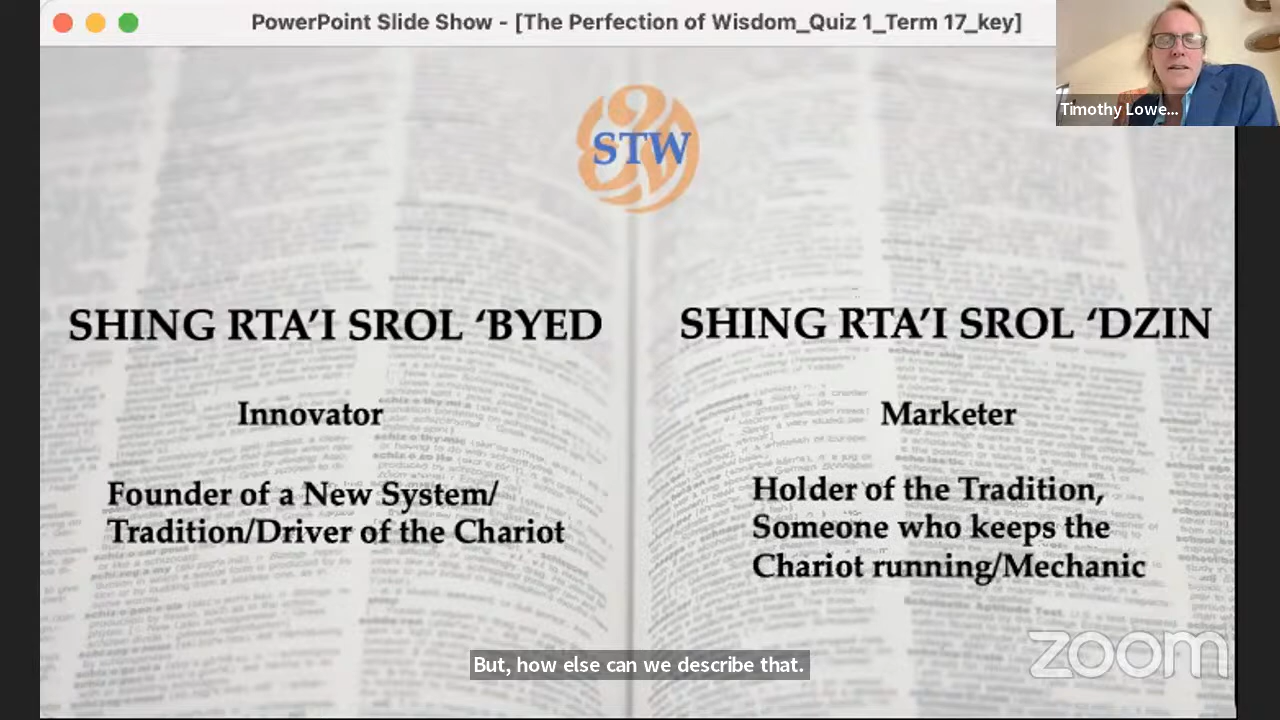 PowerPoint Slide Show - [The Perfection of Wisdom_Quiz 1_Term 17_key]
Timothy Lowe...
STW
SHING RTA’I SROL ‘BYED
Innovator
Founder of a New System/
Tradition/Driver of the Chariot
SHING RTA’I SROL ‘DZIN
Marketer
Holder of the Tradition,
Someone who keeps the
Chariot running/Mechanic
But, how else can we describe that.
zoom